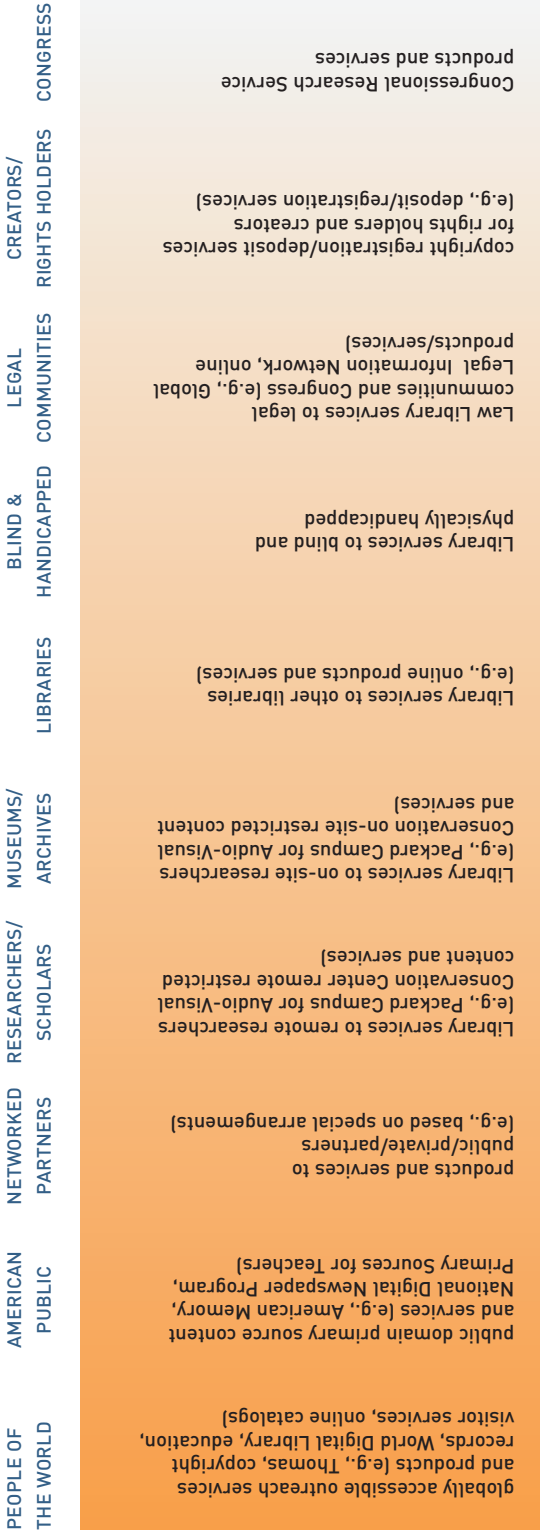 PEOPLE OF
THE WORLD
globally accessible outreach services
and products (e.g., Thomas, copyright
records, World Digital Library, education,
visitor services, online catalogs)
AMERICAN
PUBLIC
public domain primary source content
and services (e.g., American Memory,
National Digital Newspaper Program,
Primary Sources for Teachers)
NETWORKED
PARTNERS
products and services to
public/private/partners
(e.g., based on special arrangements)
RESEARCHERS/
SCHOLARS
Library services to remote researchers
(e.g., Packard Campus for Audio-Visual
Conservation Center remote restricted
content and services)
MUSEUMS/
ARCHIVES
Library services to on-site researchers
(e.g., Packard Campus for Audio-Visual
Conservation on-site restricted content
and services)
LIBRARIES
Library services to other libraries
(e.g., online products and services)
BLIND &
HANDICAPPED
Library services to blind and
physically handicapped
LEGAL
COMMUNITIES
Law Library services to legal
communities and Congress (e.g., Global
Legal Information Network, online
products/services)
CREATORS/
RIGHTS HOLDERS
copyright registration/deposit services
for rights holders and creators
(e.g., deposit/registration services)
CONGRESS
Congressional Research Service
products and services